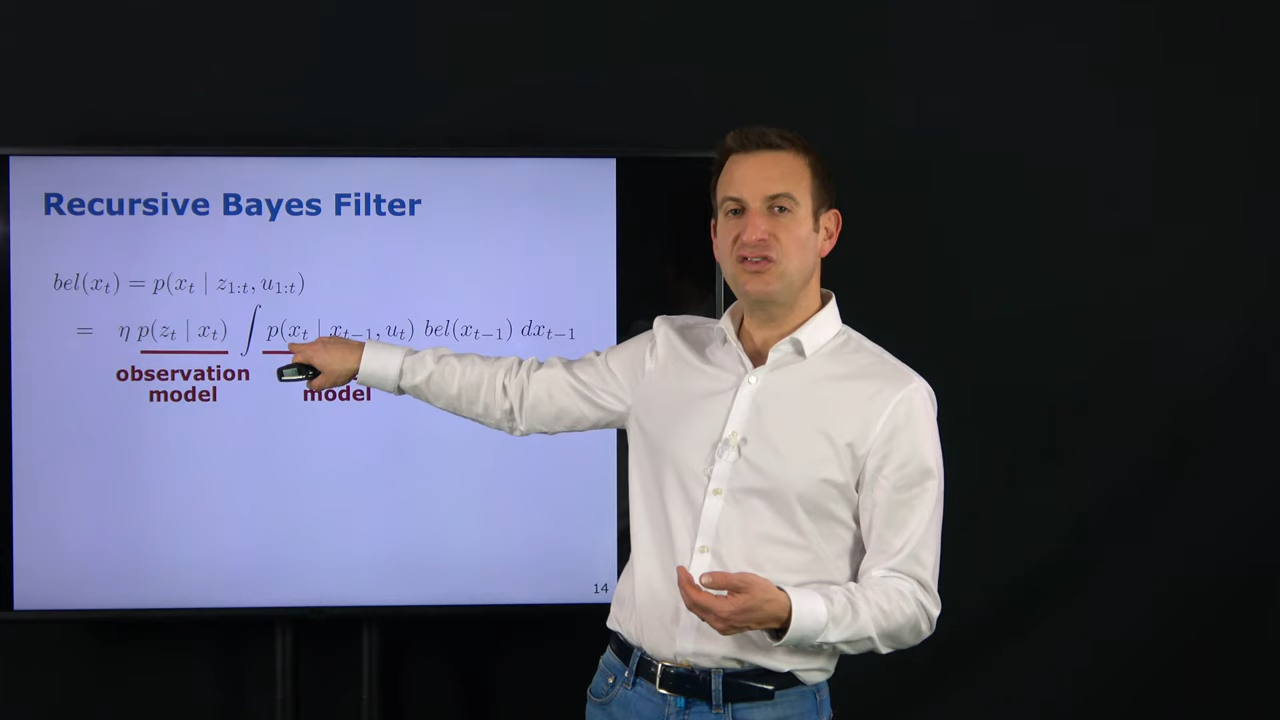 Recursive Bayes Filter
bel(x_t) = p(x_t | z_{1:t}, u_{1:t})
= η p(z_t | x_t) ∫ p(x_t | x_{t-1}, u_t) bel(x_{t-1}) dx_{t-1}
observation
model
model
14